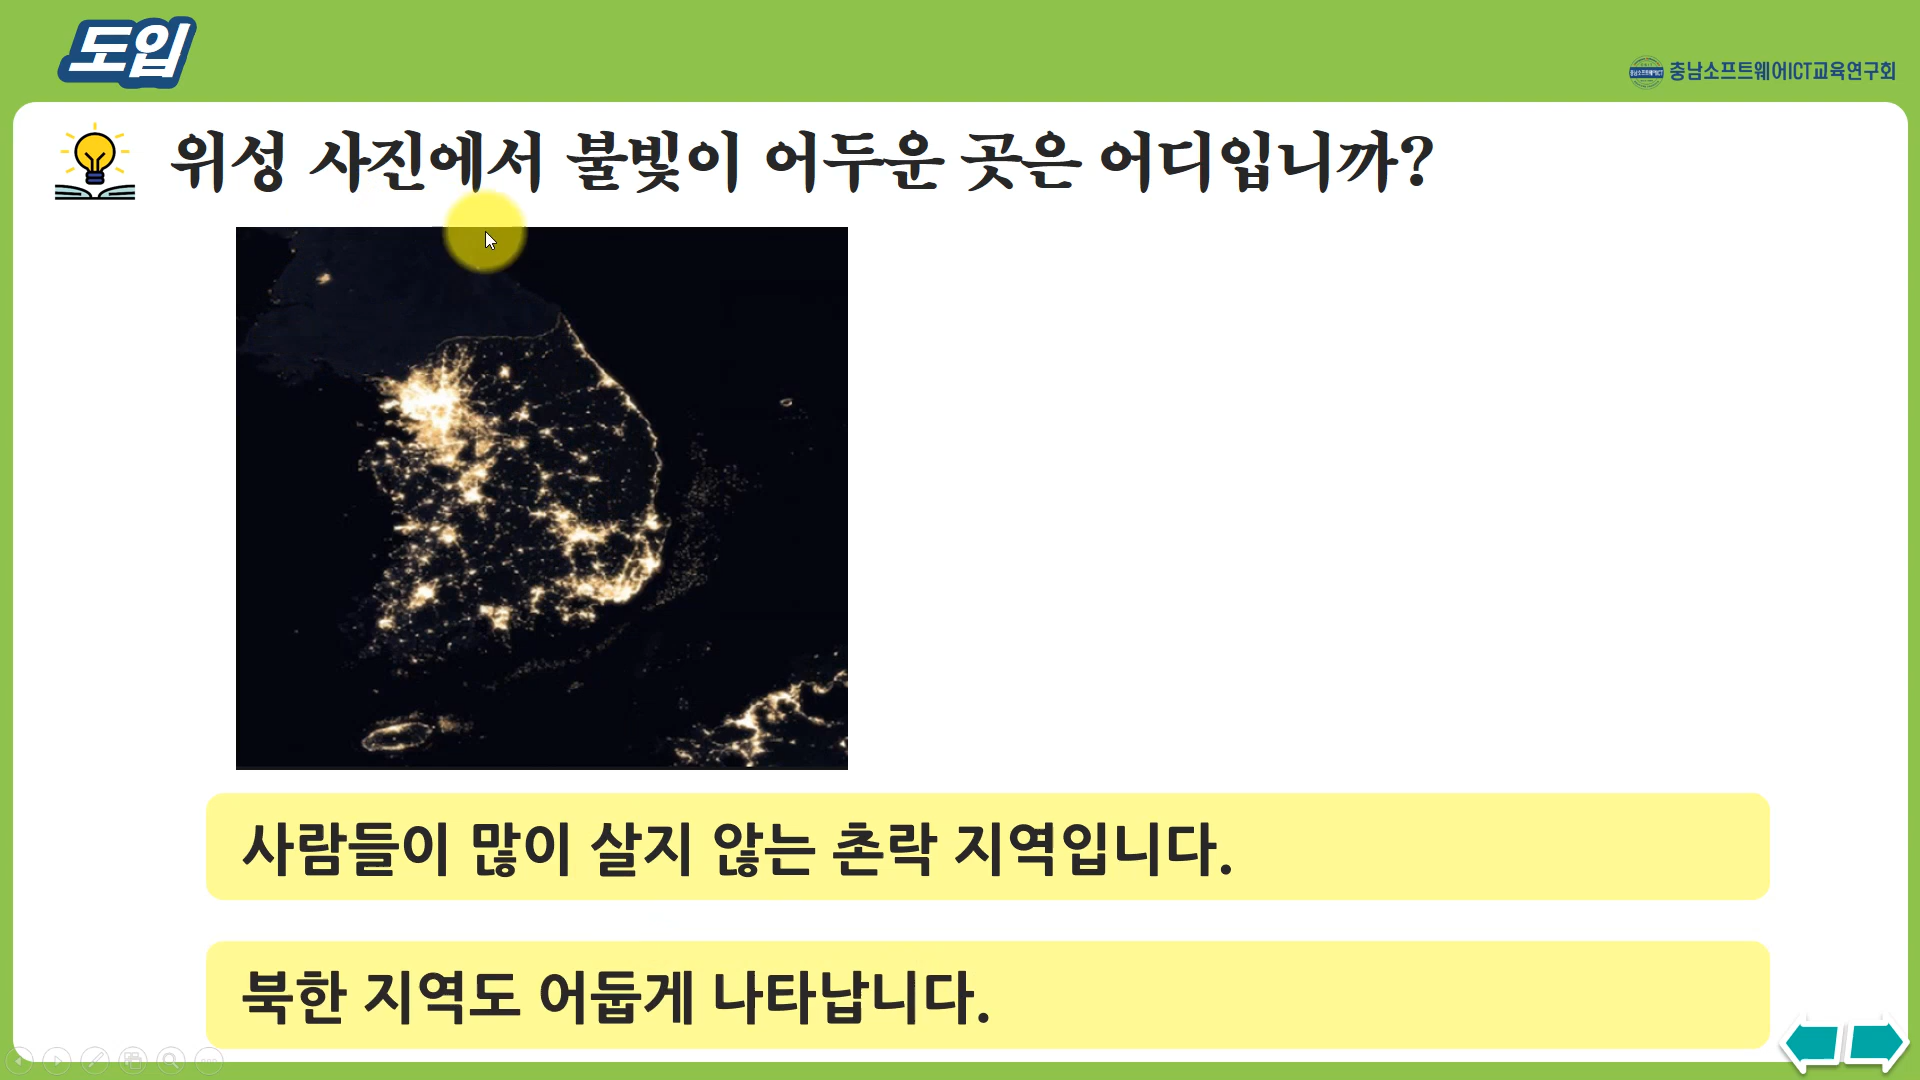 도입
충남소프트웨어ICT교육연구회
위성 사진에서 불빛이 어두운 곳은 어디입니까?
사람들이 많이 살지 않는 촌락 지역입니다.
북한 지역도 어둡게 나타납니다.